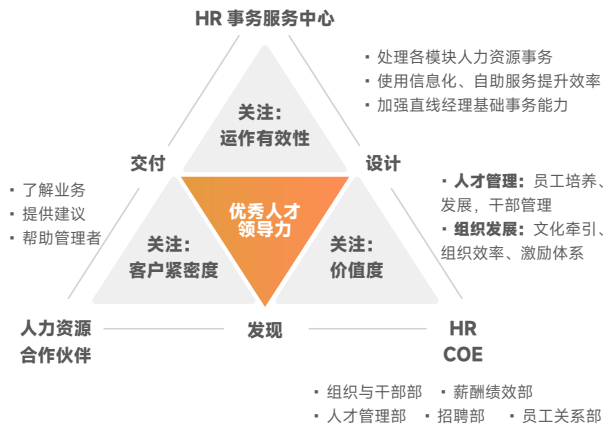 HR 事务服务中心
▪ 处理各模块人力资源事务
▪ 使用信息化、自助服务提升效率
▪ 加强直线经理基础事务能力
关注：
运作有效性
交付
设计
▪ 了解业务
▪ 提供建议
▪ 帮助管理者
优秀人才
领导力
▪ 人才管理：员工培养、
发展，干部管理
▪ 组织发展：文化牵引、
组织效率、激励体系
关注：
客户紧密度
关注：
价值度
人力资源
合作伙伴
发现
HR
COE
▪ 组织与干部部 ▪ 薪酬绩效部
▪ 人才管理部 ▪ 招聘部 ▪ 员工关系部